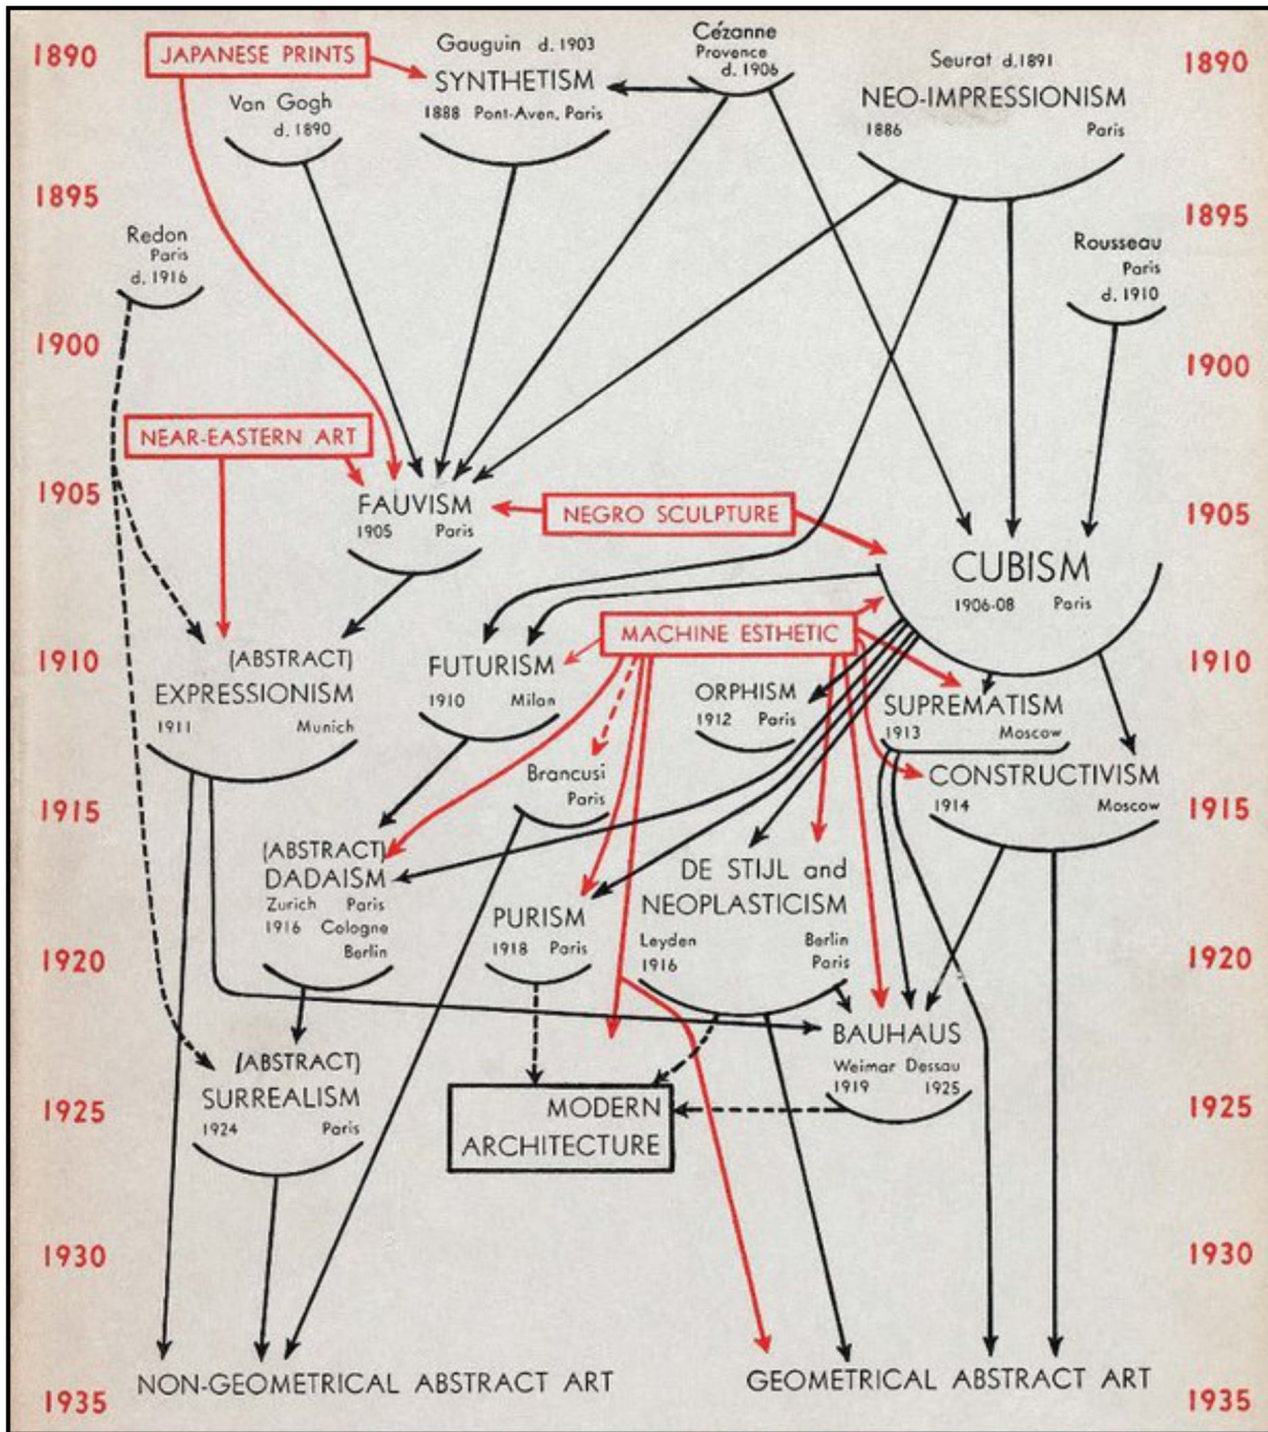 1890
JAPANESE PRINTS
Gauguin d. 1903
SYNTHETISM
1888 Pont-Aven, Paris
Cézanne
Provence
d. 1906
Seurat d.1891
NEO-IMPRESSIONISM
1886 Paris
1890
Van Gogh
d. 1890
1895
1895
Redon
Paris
d. 1916
Rousseau
Paris
d. 1910
1900
1900
NEAR-EASTERN ART
1905
FAUVISM
1905 Paris
NEGRO SCULPTURE
1905
CUBISM
1906-08 Paris
MACHINE ESTHETIC
1910
(ABSTRACT)
EXPRESSIONISM
1911 Munich
FUTURISM
1910 Milan
ORPHISM
1912 Paris
SUPREMATISM
1913 Moscow
1910
Brancusi
Paris
CONSTRUCTIVISM
1914 Moscow
1915
1915
(ABSTRACT)
DADAISM
Zurich Paris
1916 Cologne
Berlin
PURISM
1918 Paris
DE STIJL and
NEOPLASTICISM
Leyden Berlin
1916 Paris
1920
1920
(ABSTRACT)
SURREALISM
1924 Paris
BAUHAUS
Weimar Dessau
1919 1925
1925
MODERN
ARCHITECTURE
1925
1930
1930
NON-GEOMETRICAL ABSTRACT ART
GEOMETRICAL ABSTRACT ART
1935
1935